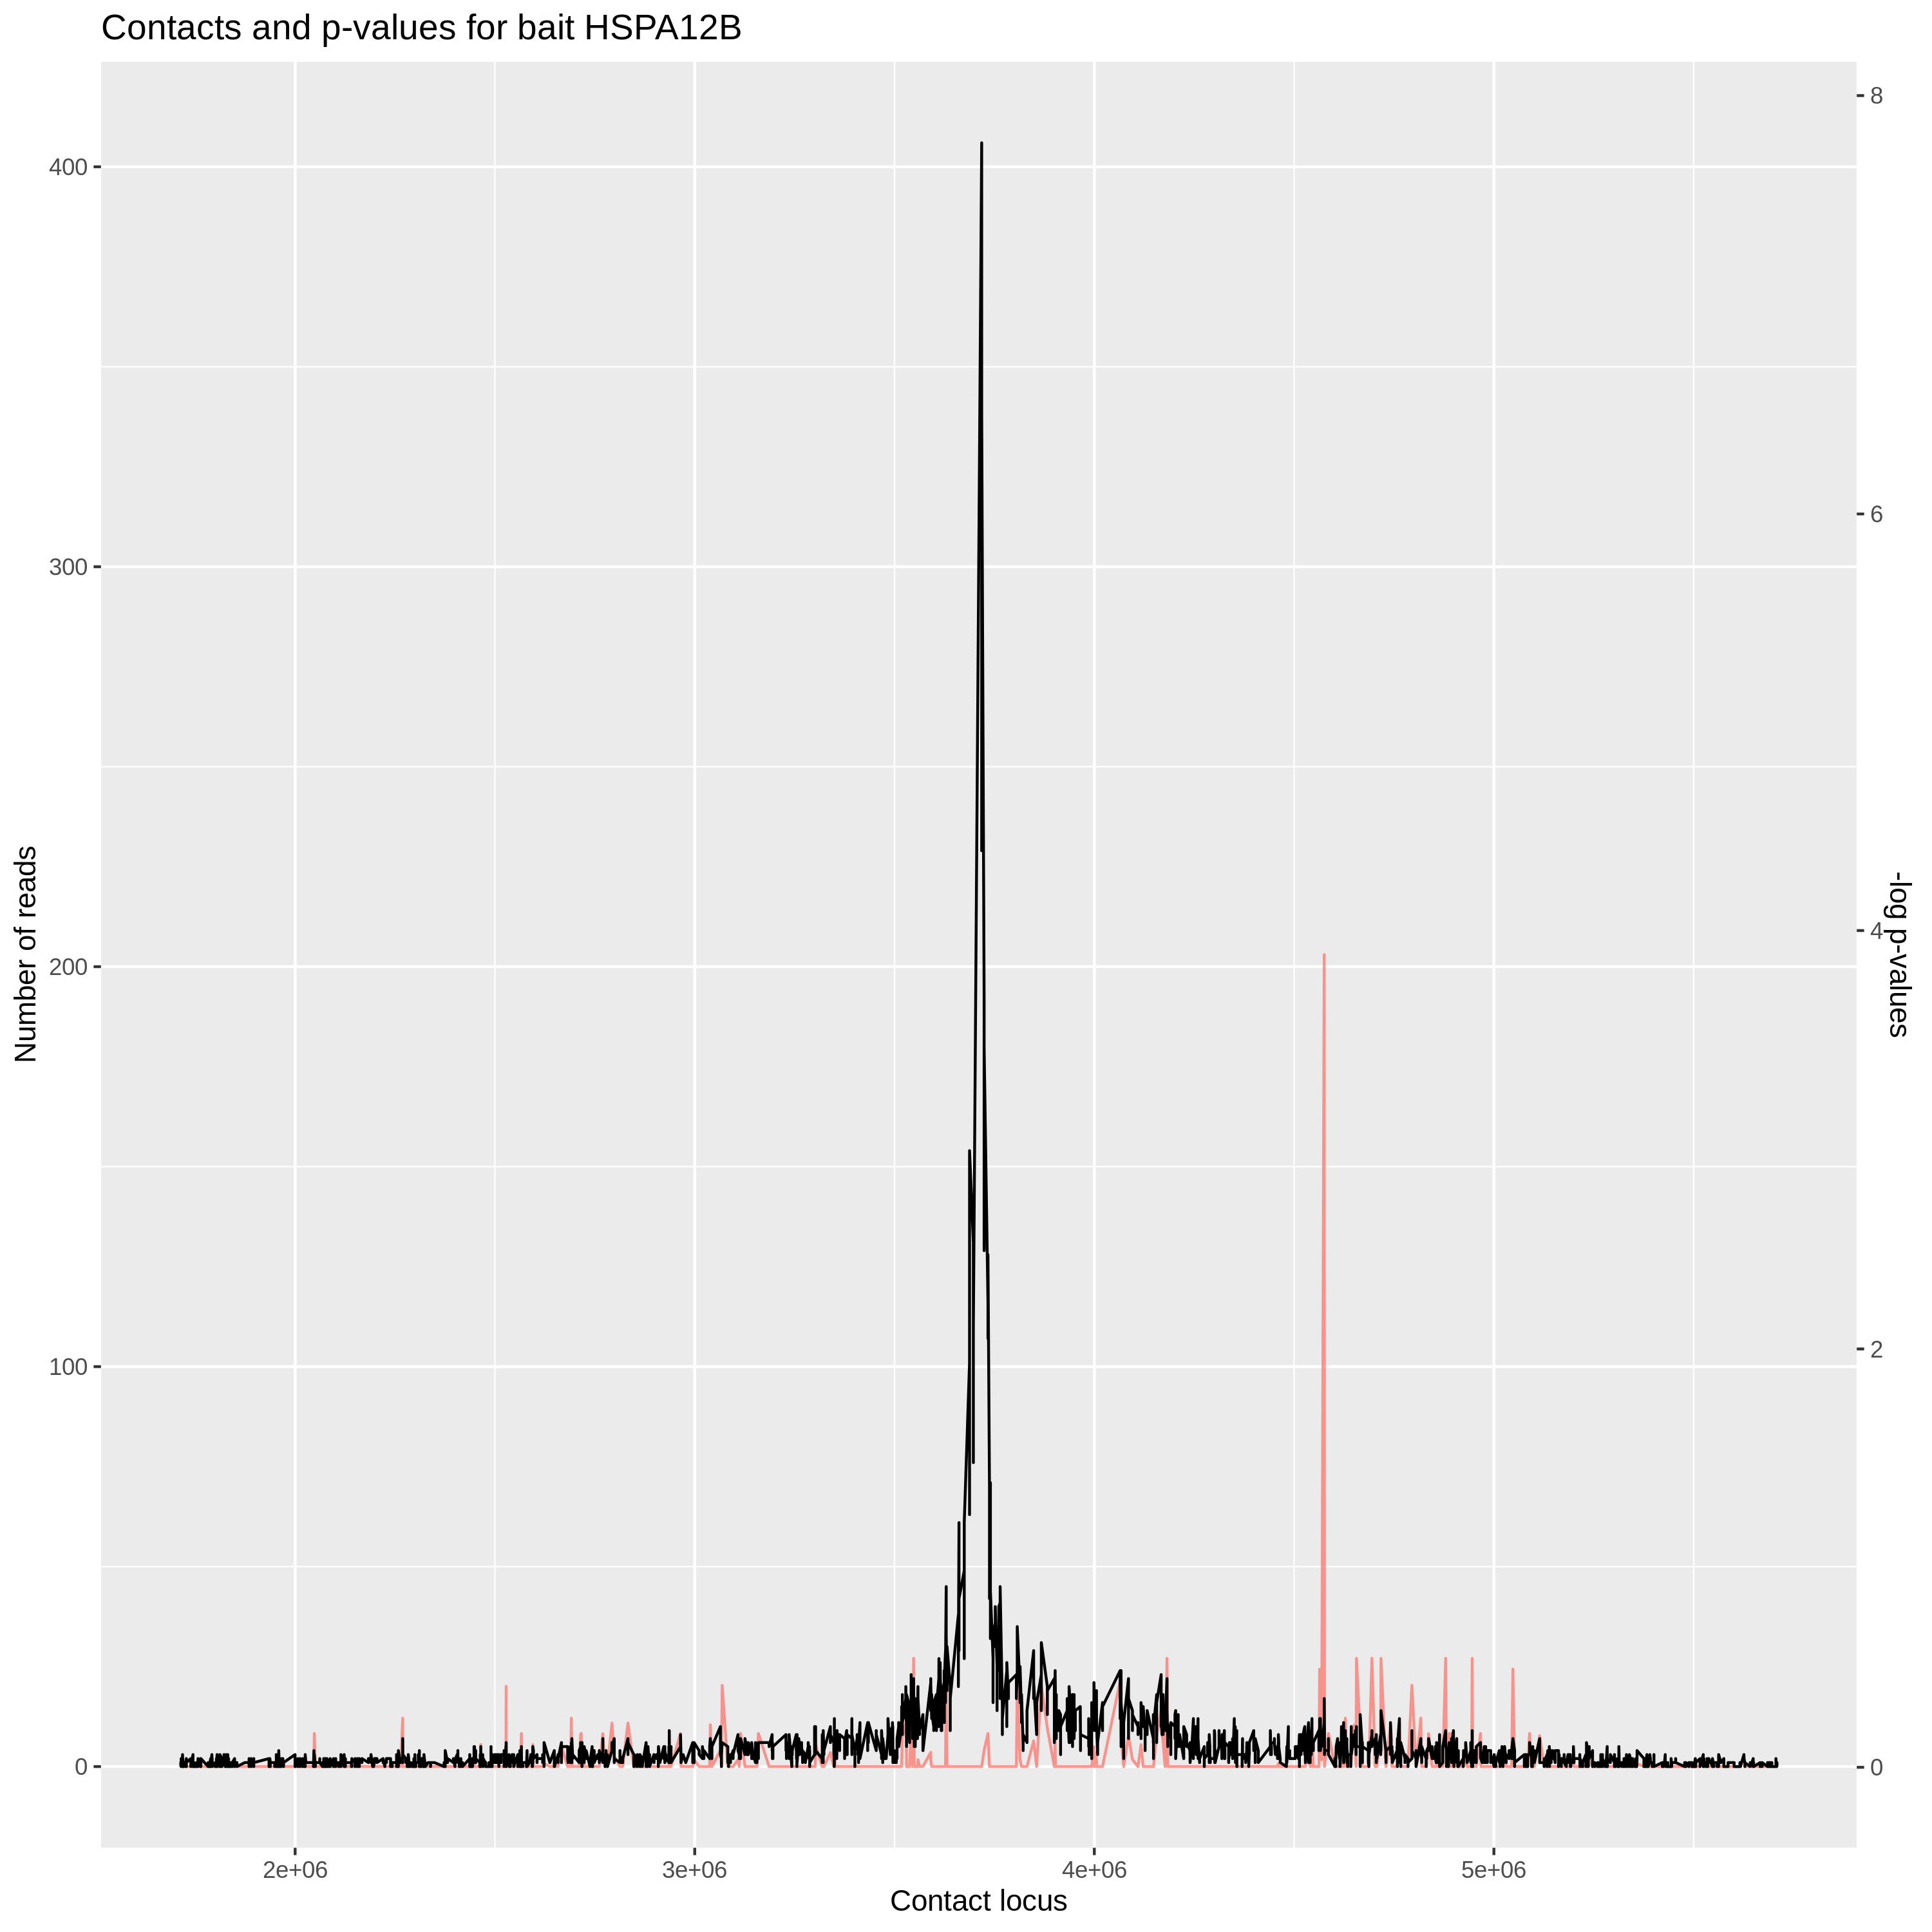 Contacts and p-values for bait HSPA12B
8
400
6
300
4
200
2
100
0
0
Number of reads
-log p-values
2e+06 3e+06 4e+06 5e+06
Contact locus